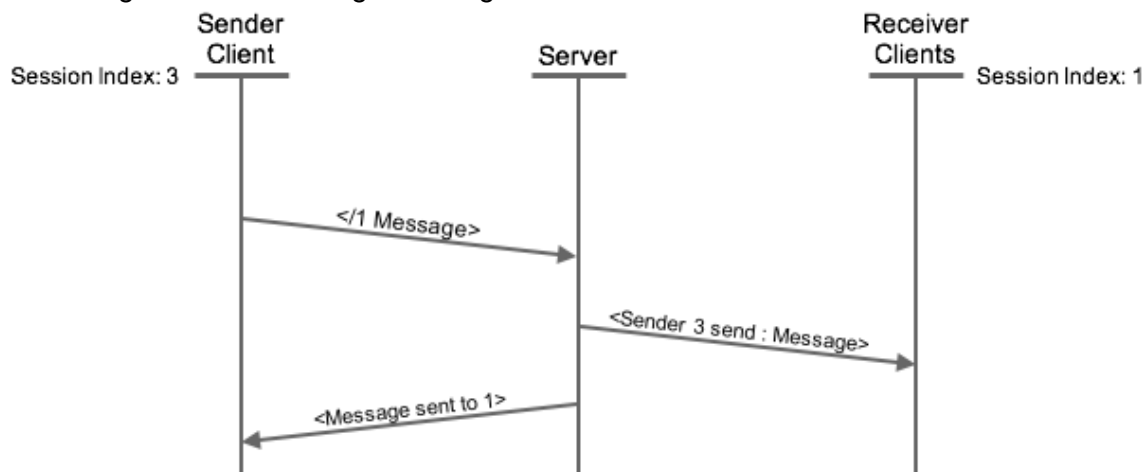 Sender
Client
Server
Receiver
Clients
Session Index: 3
Session Index: 1
</1 Message>
<Sender 3 send : Message>
<Message sent to 1>